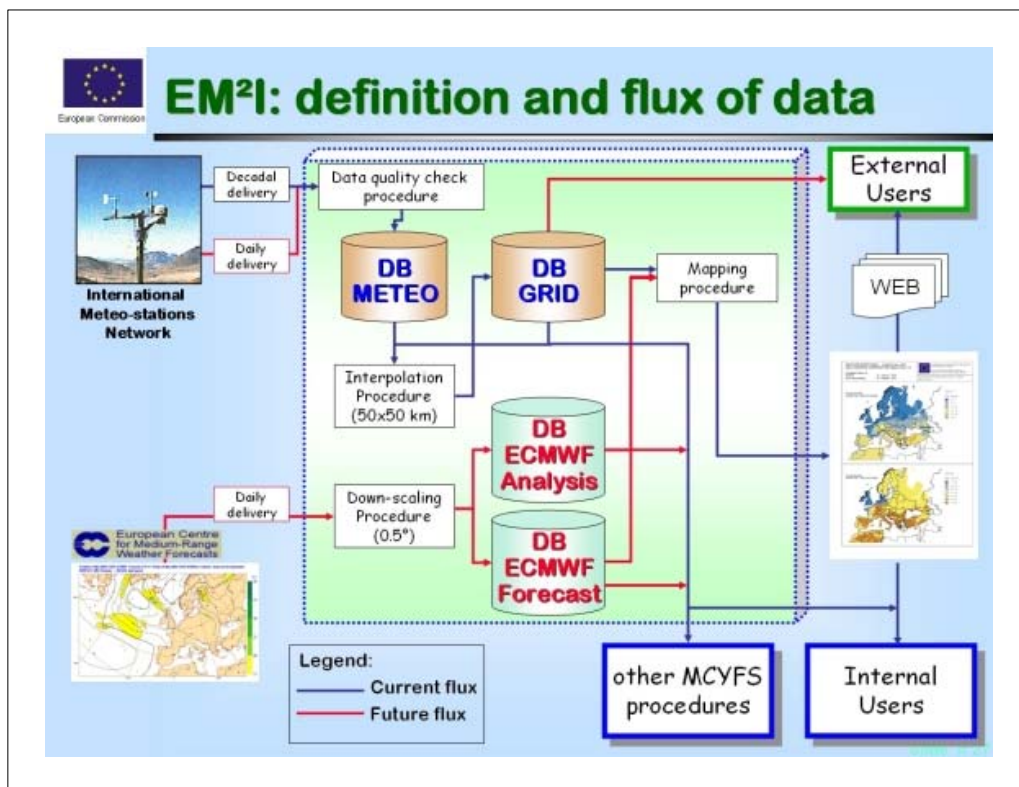 European Commission
EM²I: definition and flux of data
Decadal
delivery
Data quality check
procedure
External
Users
Daily
delivery
DB
METEO
DB
GRID
Mapping
procedure
WEB
International
Meteo-stations
Network
Interpolation
Procedure
(50x50 km)
DB
ECMWF
Analysis
Daily
delivery
Down-scaling
Procedure
(0.5°)
European Centre
for Medium-Range
Weather Forecasts
DB
ECMWF
Forecast
Legend:
Current flux
Future flux
other MCYFS
procedures
Internal
Users